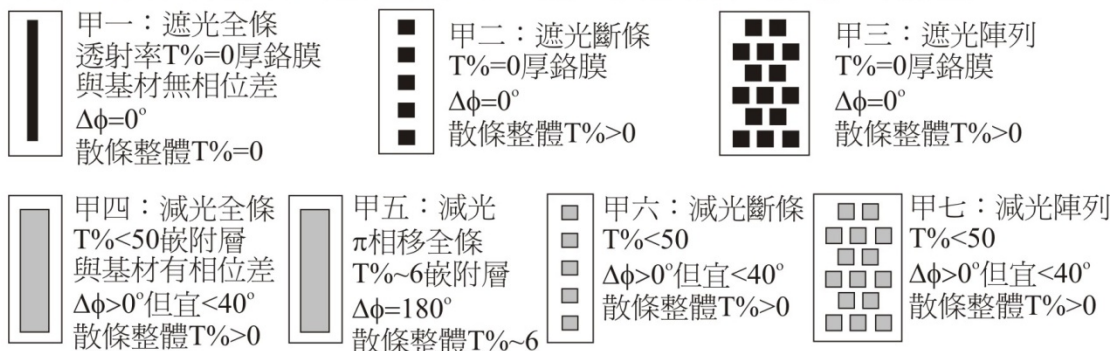 甲一：遮光全條
透射率T%=0厚鉻膜
與基材無相位差
Δϕ=0°
散條整體T%=0
甲二：遮光斷條
T%=0厚鉻膜
Δϕ=0°
散條整體T%>0
甲三：遮光陣列
T%=0厚鉻膜
Δϕ=0°
散條整體T%>0
甲四：減光全條
T%<50嵌附層
與基材有相位差
Δϕ>0°但宜<40°
散條整體T%>0
甲五：減光
π相移全條
T%~6嵌附層
Δϕ=180°
散條整體T%~6
甲六：減光斷條
T%<50
Δϕ>0°但宜<40°
散條整體T%>0
甲七：減光陣列
T%<50
Δϕ>0°但宜<40°
散條整體T%>0